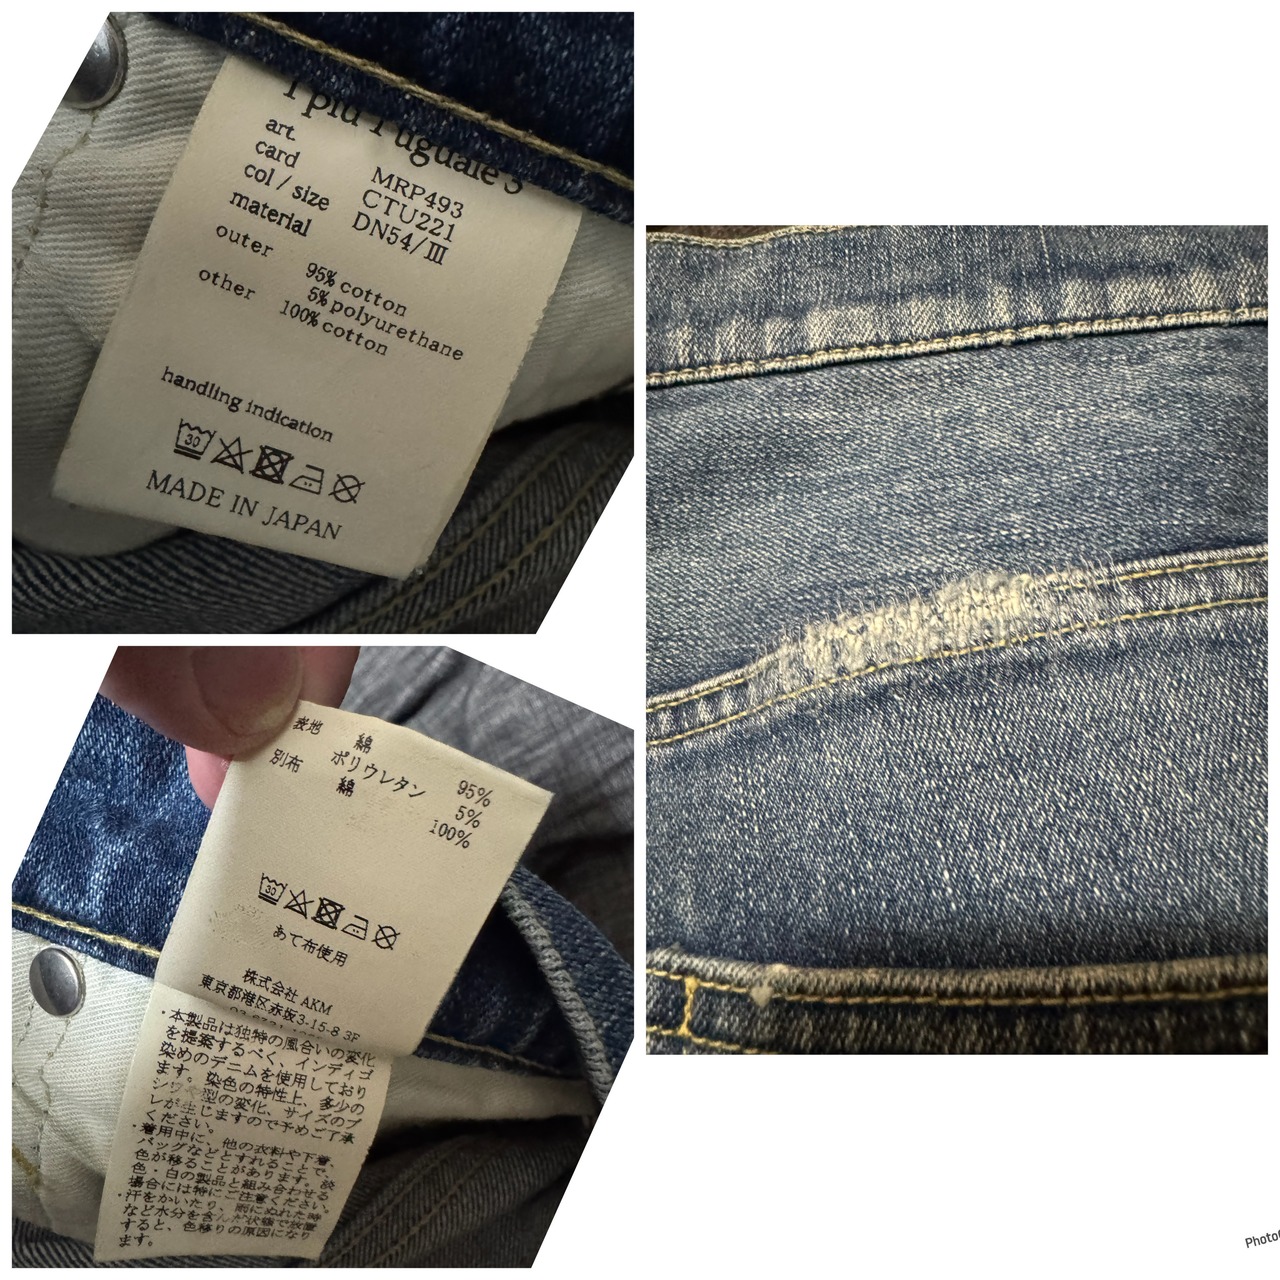 1 piu 1 uguale 3
art. MRP493
card CTU221
col / size DN54/Ⅲ
material
outer 95% cotton
5% polyurethane
other 100% cotton
handling indication
30
MADE IN JAPAN
表地 綿 95%
ポリウレタン 5%
別布 綿 100%
30
あて布使用
株式会社 AKM
東京都港区赤坂3-15-8 3F
・本製品は独特の風合いの変化
を提案するべく、インディゴ
染めのデニムを使用しており
ます。染色の特性上、多少の
シワや型の変化、サイズのブ
レが生じますので予めご了承
ください。
・着用中に、他の衣料や下着、
バッグなどとすれることで、
色が移ることがあります。淡
色・白の製品と組み合わせる
場合には特にご注意ください。
・汗をかいたり、雨にぬれた時
など水分を含んだ状態で放置
すると、色移りの原因になり
ます。